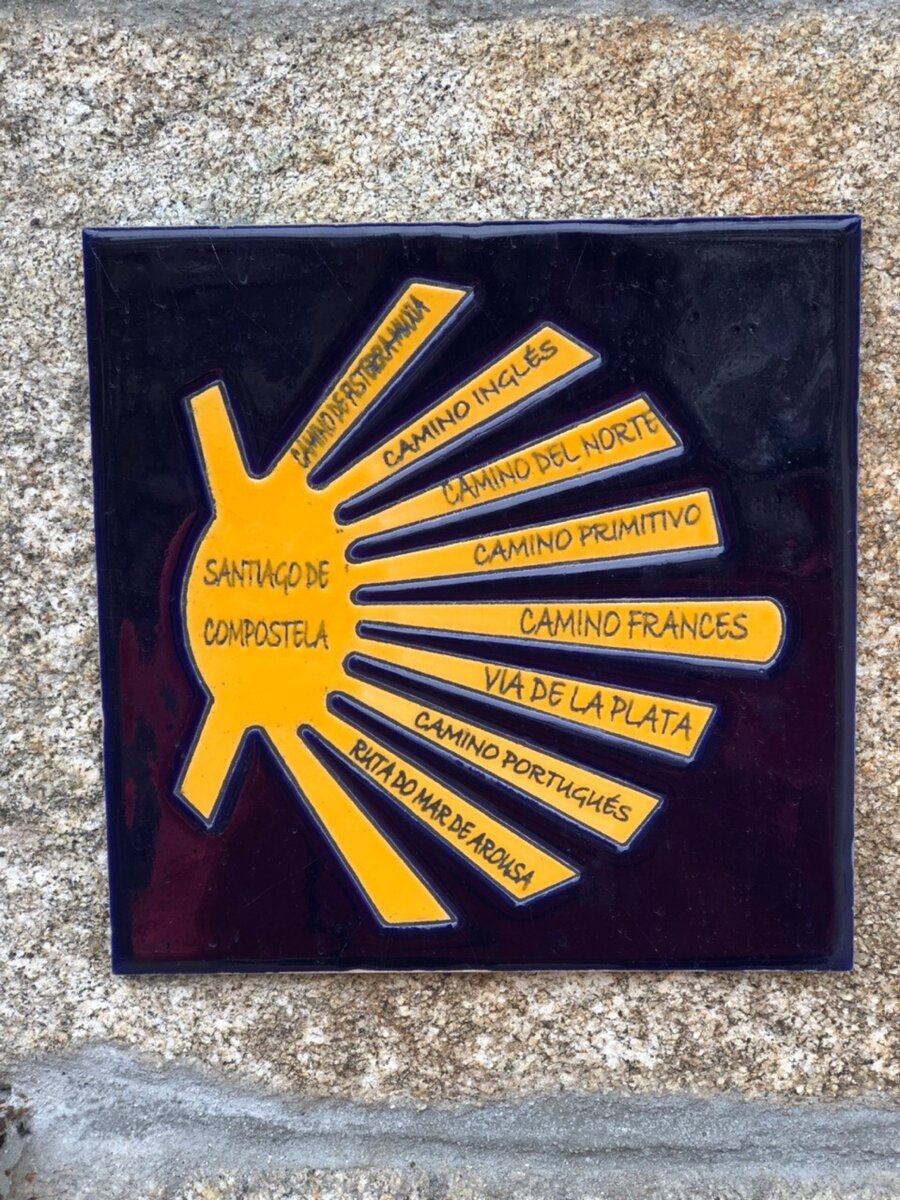 CAMINO DE FISTERRA-MUXIA
CAMINO INGLÉS
CAMINO DEL NORTE
CAMINO PRIMITIVO
SANTIAGO DE
COMPOSTELA
CAMINO FRANCES
VIA DE LA PLATA
CAMINO PORTUGUÉS
RUTA DO MAR DE AROUSA